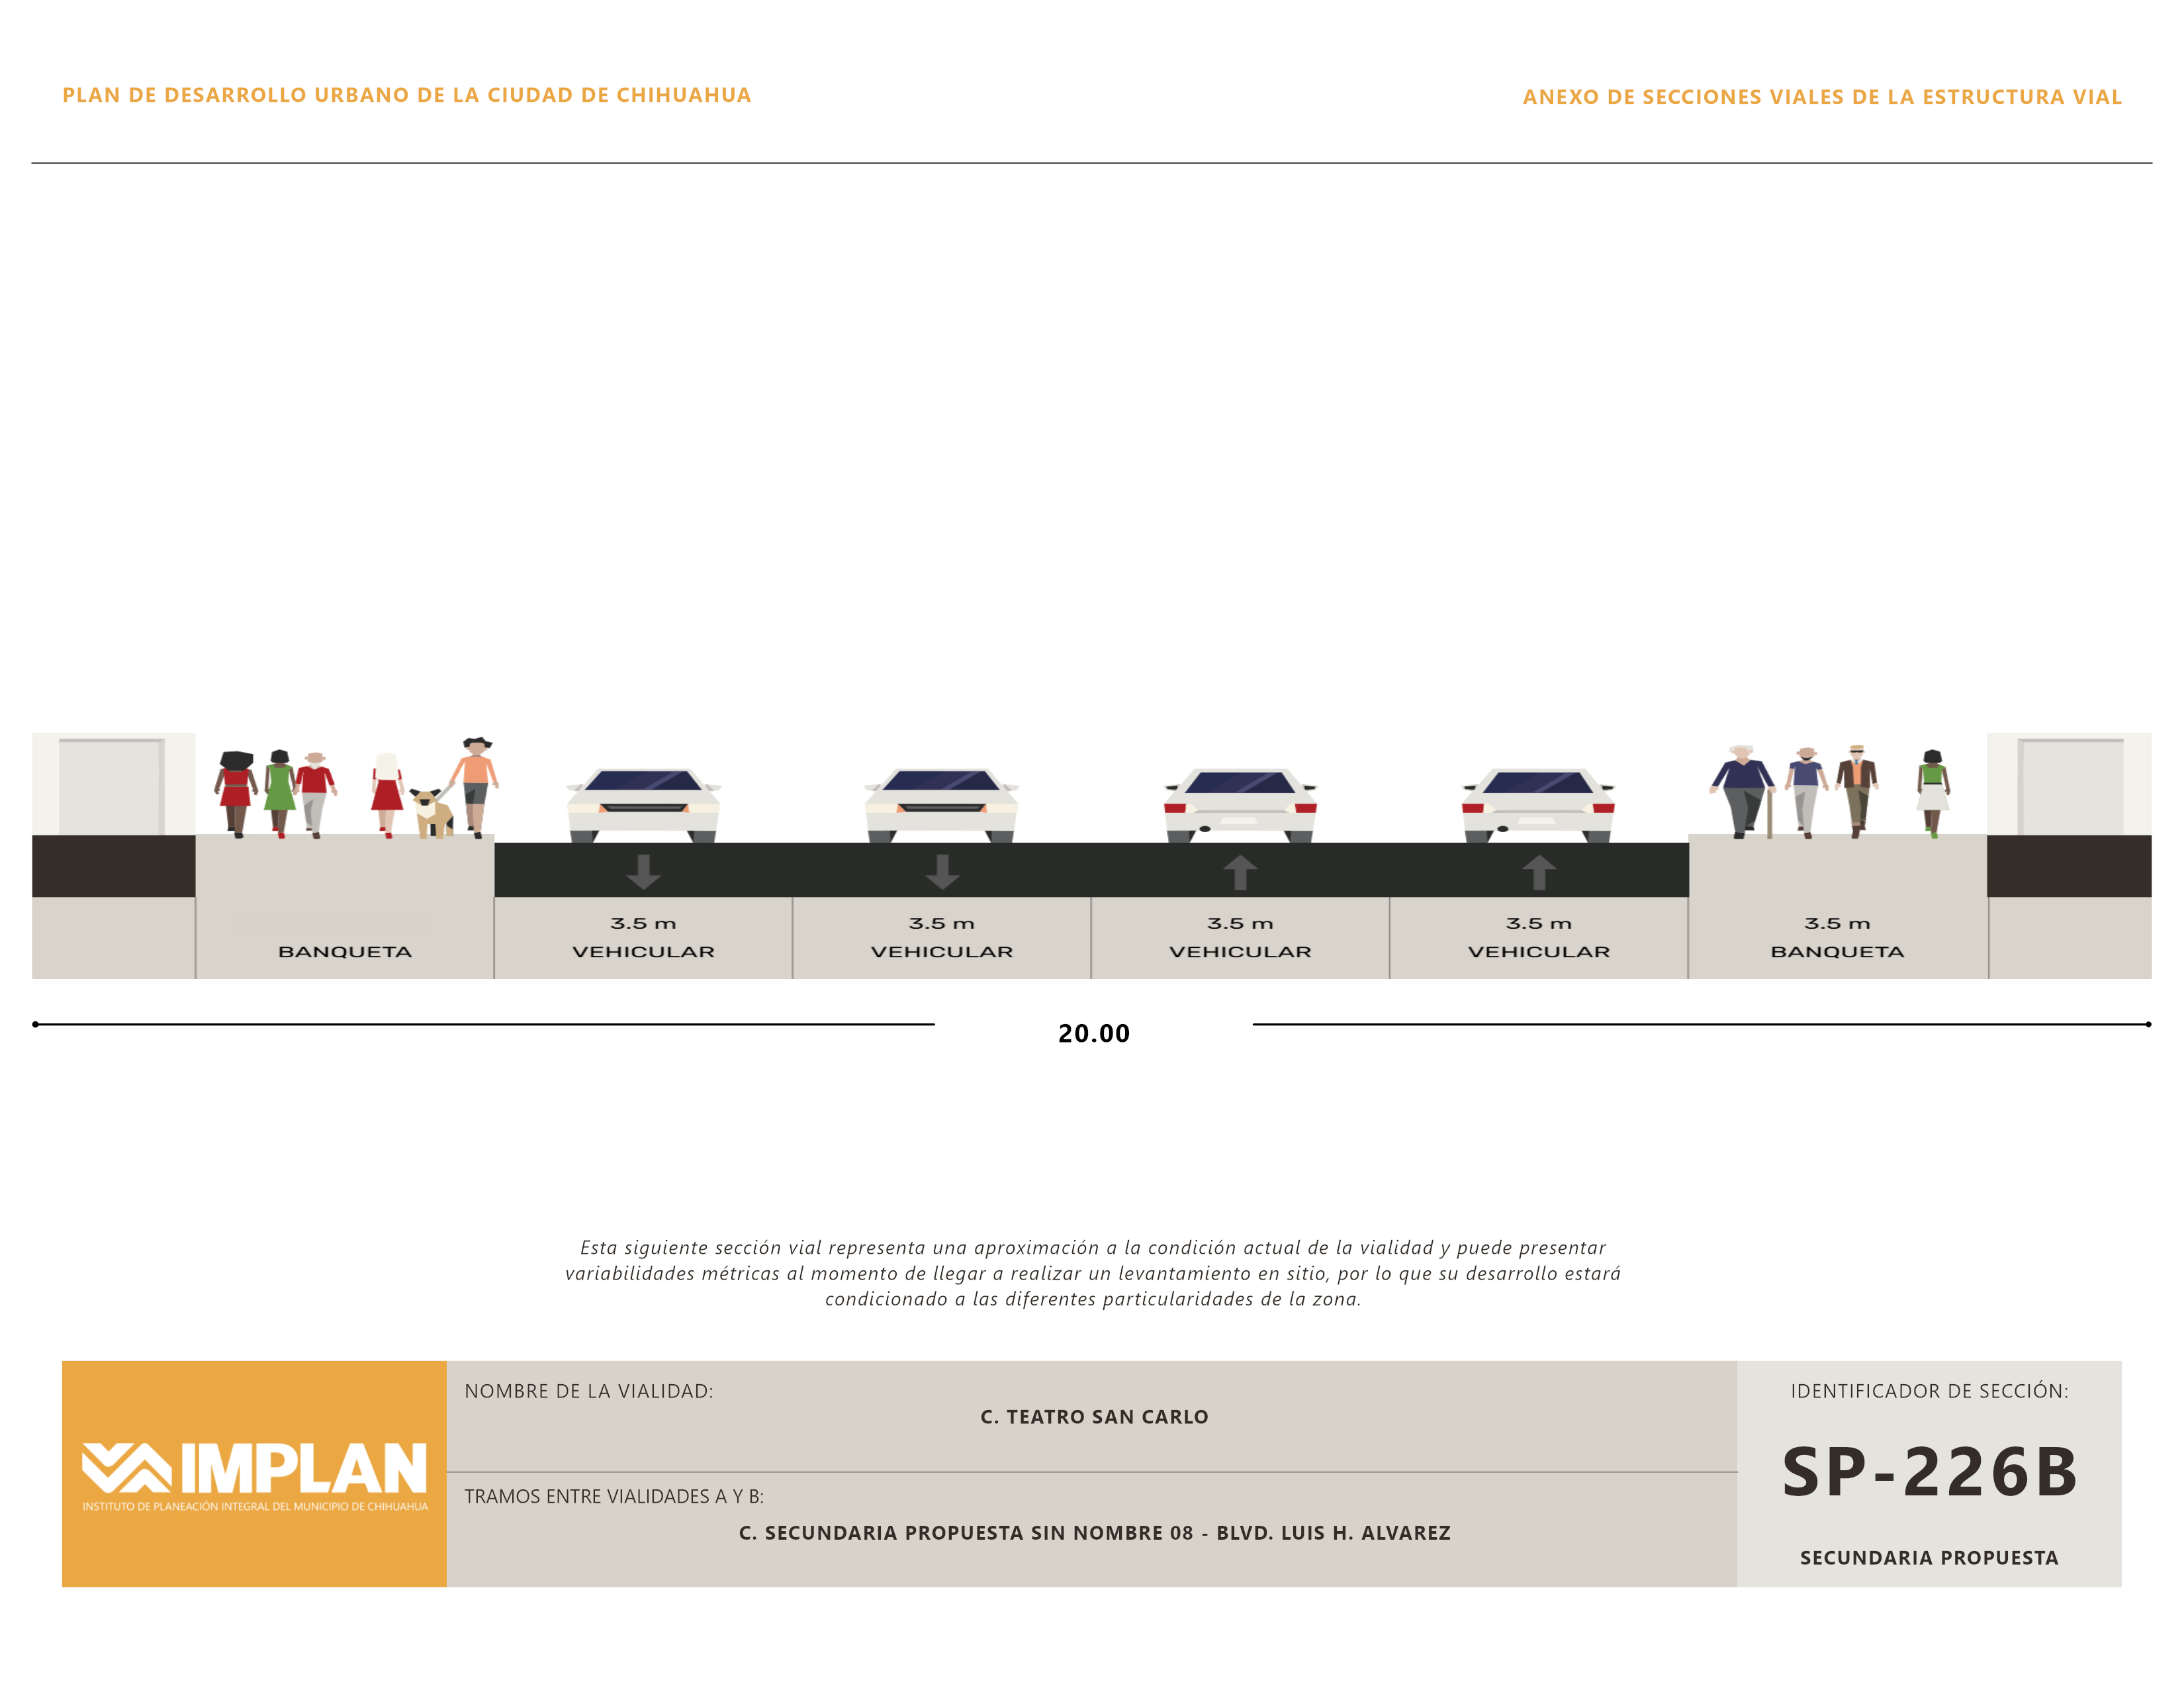 PLAN DE DESARROLLO URBANO DE LA CIUDAD DE CHIHUAHUA
ANEXO DE SECCIONES VIALES DE LA ESTRUCTURA VIAL
BANQUETA
3.5 m
VEHICULAR
3.5 m
VEHICULAR
3.5 m
VEHICULAR
3.5 m
VEHICULAR
3.5 m
BANQUETA
20.00
Esta siguiente sección vial representa una aproximación a la condición actual de la vialidad y puede presentar
variabilidades métricas al momento de llegar a realizar un levantamiento en sitio, por lo que su desarrollo estará
condicionado a las diferentes particularidades de la zona.
IMPLAN
INSTITUTO DE PLANEACIÓN INTEGRAL DEL MUNICIPIO DE CHIHUAHUA
NOMBRE DE LA VIALIDAD:
C. TEATRO SAN CARLO
TRAMOS ENTRE VIALIDADES A Y B:
C. SECUNDARIA PROPUESTA SIN NOMBRE 08 - BLVD. LUIS H. ALVAREZ
IDENTIFICADOR DE SECCIÓN:
SP-226B
SECUNDARIA PROPUESTA